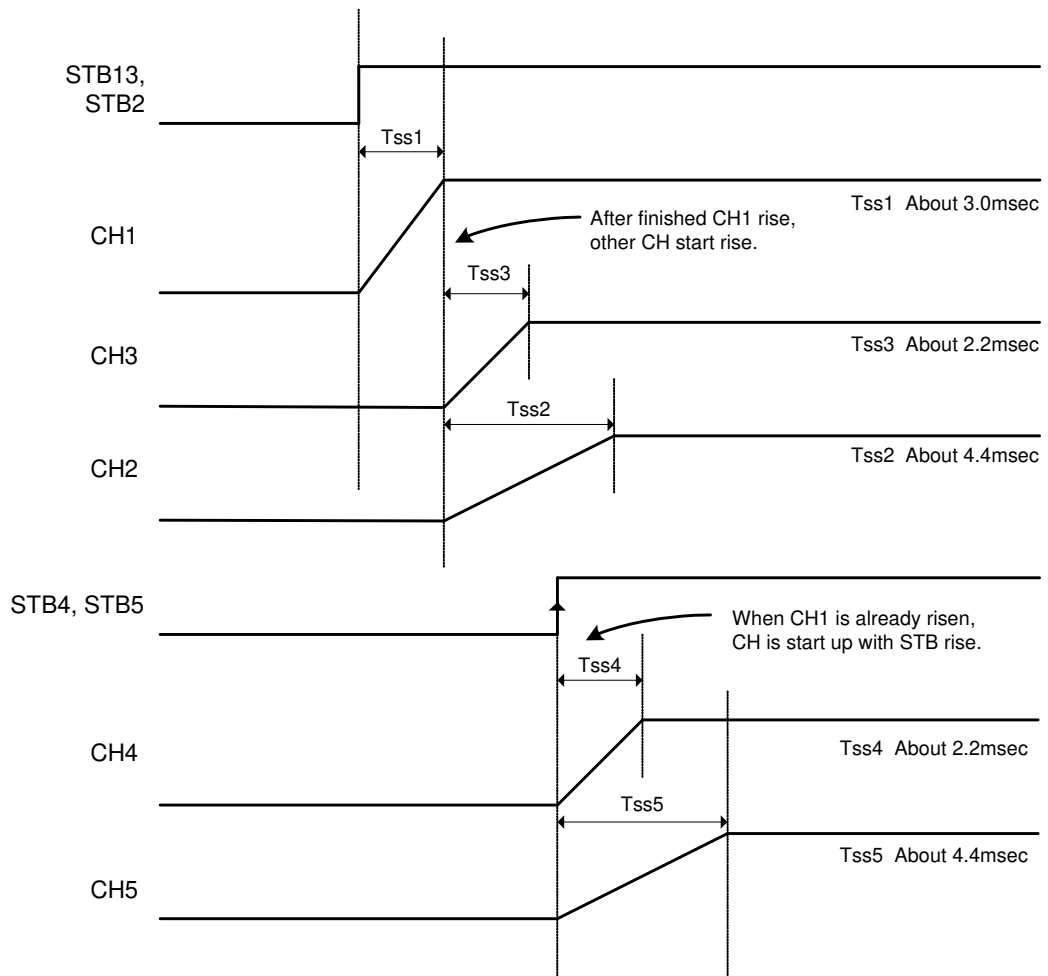 STB13,
STB2
Tss1
Tss1 About 3.0msec
CH1
After finished CH1 rise,
other CH start rise.
Tss3
CH3
Tss3 About 2.2msec
Tss2
CH2
Tss2 About 4.4msec
STB4, STB5
When CH1 is already risen,
CH is start up with STB rise.
Tss4
CH4
Tss4 About 2.2msec
Tss5
CH5
Tss5 About 4.4msec